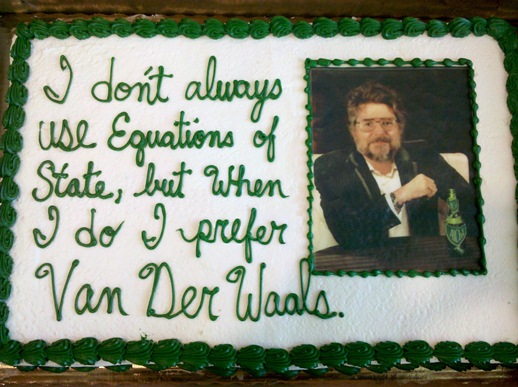 I don't always
use Equations of
State, but When
I do I prefer
Van Der Waals.